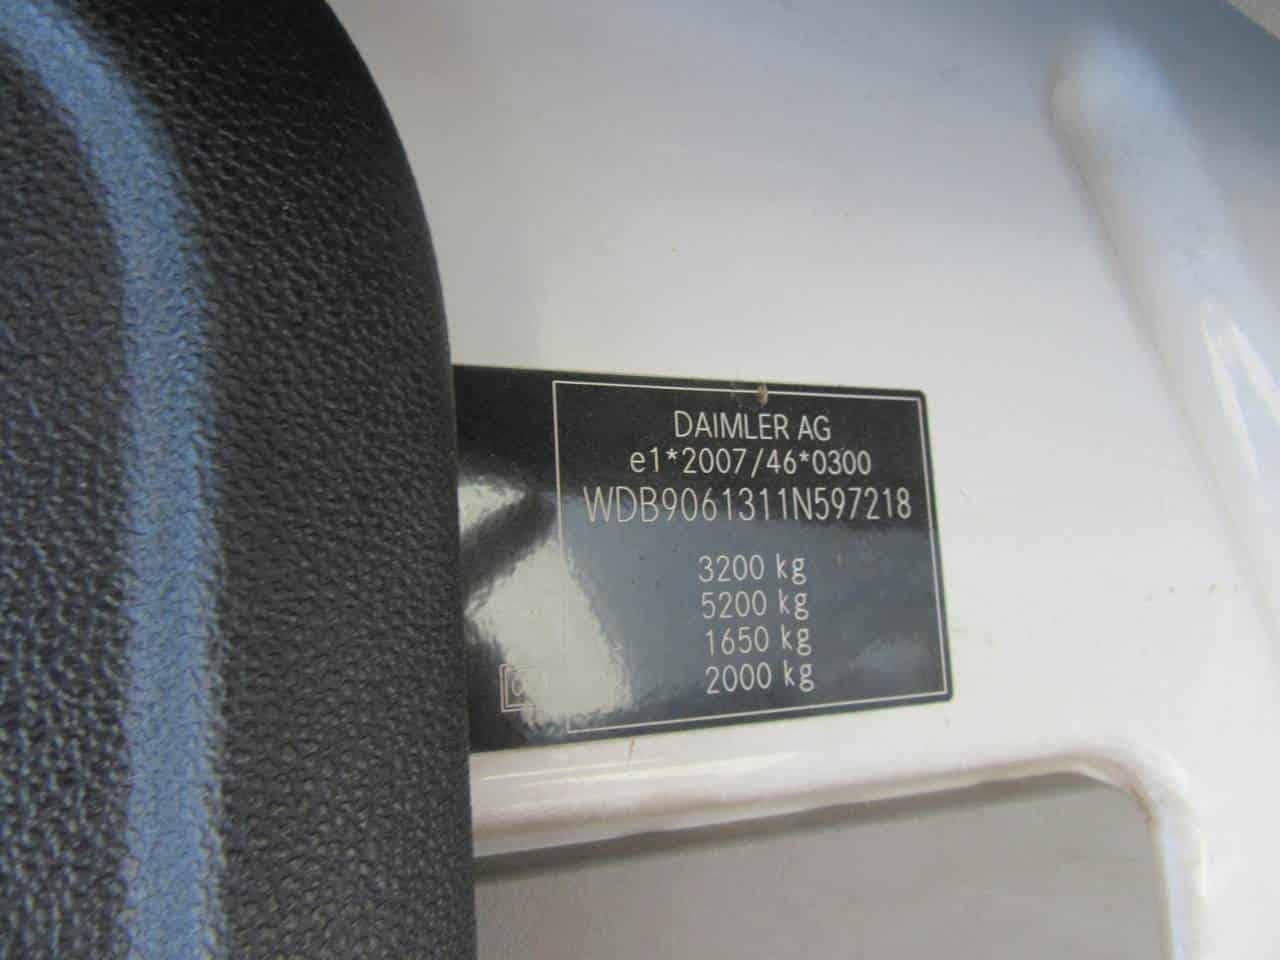 DAIMLER AG
e1*2007/46*0300
WDB9061311N597218
3200 kg
5200 kg
1650 kg
2000 kg